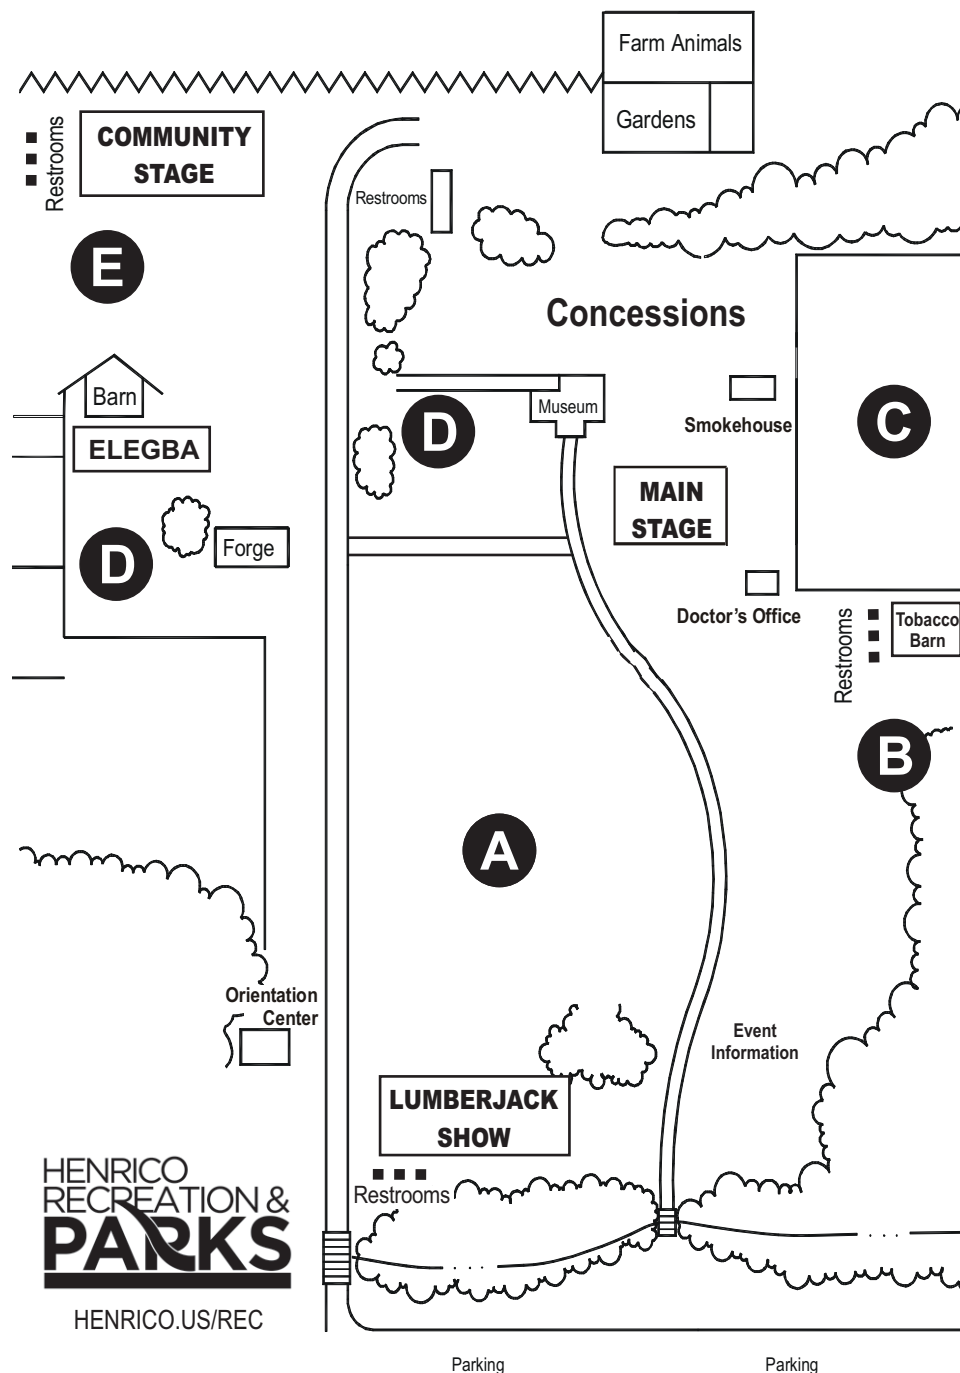 Farm Animals
Gardens
Restrooms
COMMUNITY
STAGE
Restrooms
E
Concessions
Barn
ELEGBA
D
Museum
Smokehouse
C
MAIN
STAGE
D
Forge
Doctor's Office
Restrooms
Tobacco
Barn
B
A
Orientation
Center
Event
Information
LUMBERJACK
SHOW
Restrooms
HENRICO
RECREATION &
PARKS
HENRICO.US/REC
Parking
Parking